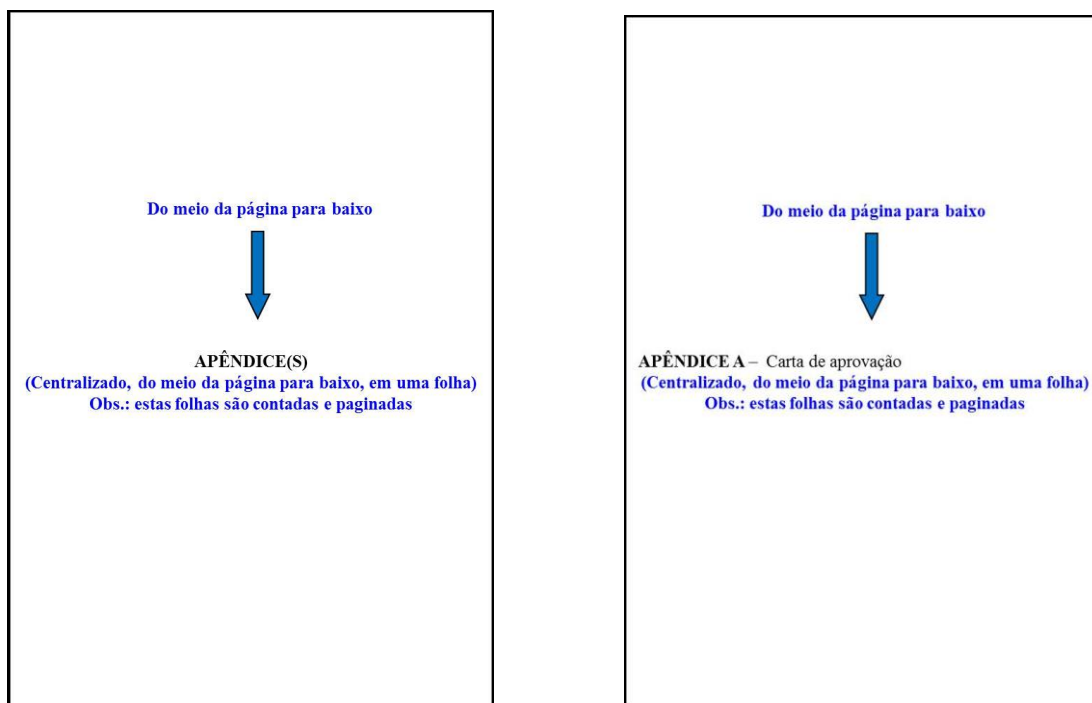 Do meio da página para baixo
APÊNDICE(S)
(Centralizado, do meio da página para baixo, em uma folha)
Obs.: estas folhas são contadas e paginadas
Do meio da página para baixo
APÊNDICE A – Carta de aprovação
(Centralizado, do meio da página para baixo, em uma folha)
Obs.: estas folhas são contadas e paginadas